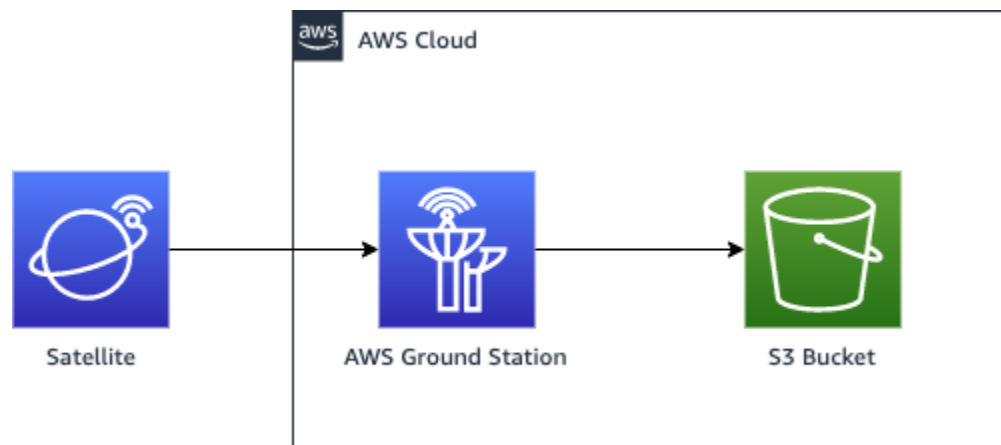 aws
AWS Cloud
Satellite
AWS Ground Station
S3 Bucket